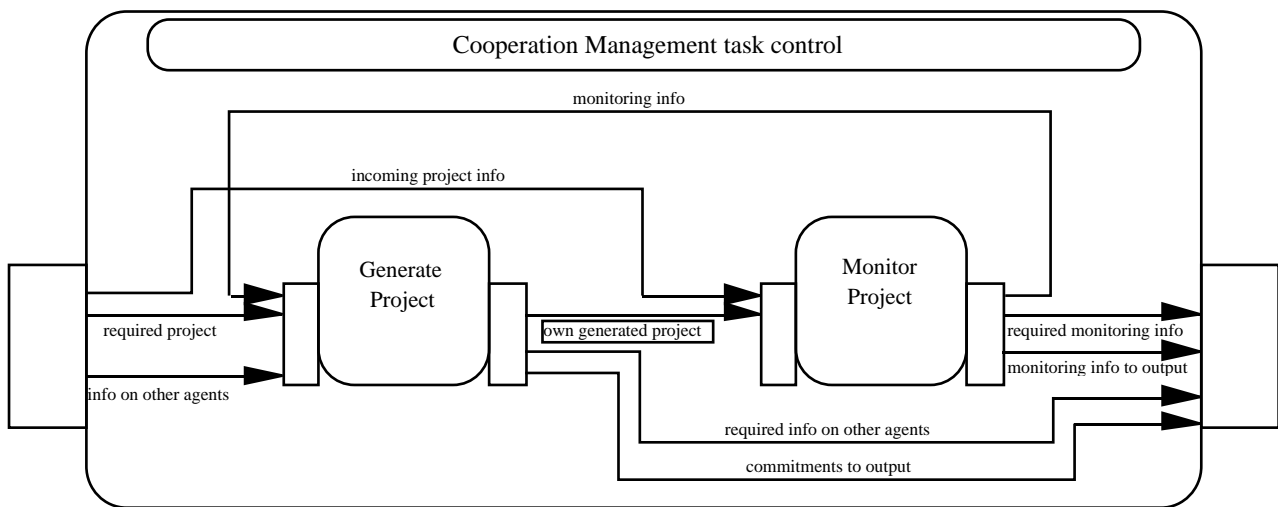 Cooperation Management task control
monitoring info
incoming project info
Generate
Project
Monitor
Project
required project
own generated project
required monitoring info
info on other agents
monitoring info to output
required info on other agents
commitments to output